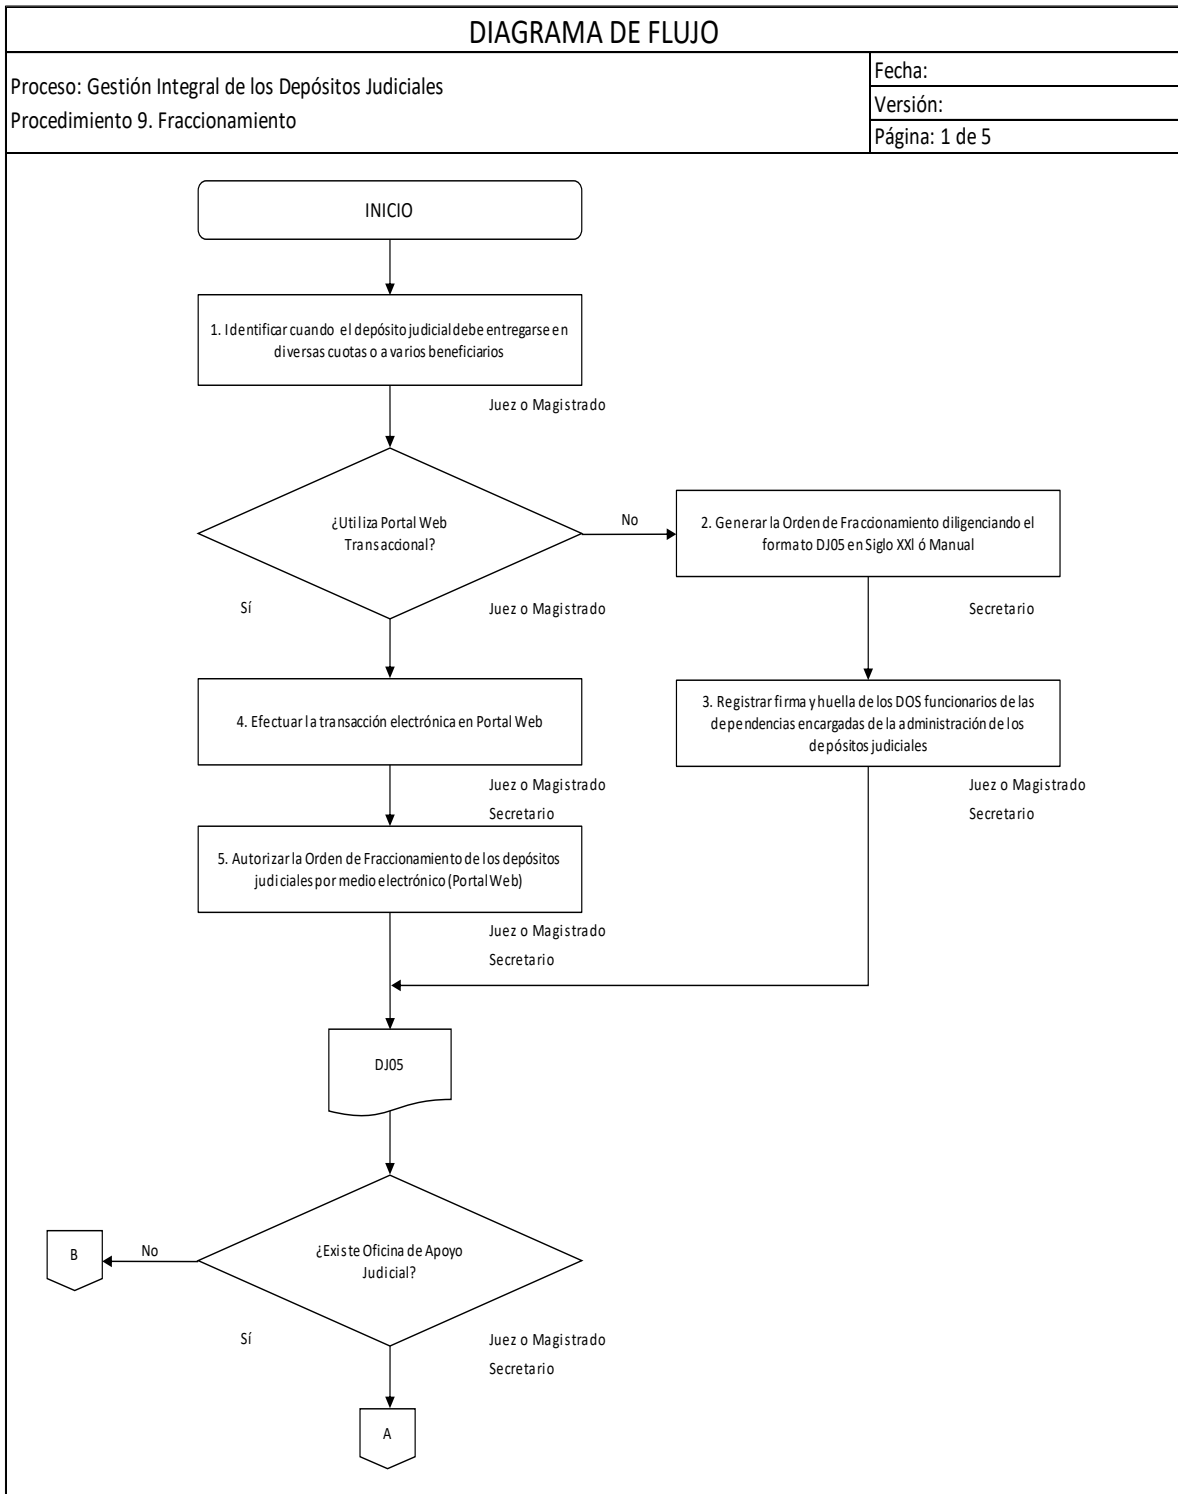 DIAGRAMA DE FLUJO
Proceso: Gestión Integral de los Depósitos Judiciales
Procedimiento 9. Fraccionamiento
Fecha:
Versión:
Página: 1 de 5
INICIO
1. Identificar cuando el depósito judicial debe entregarse en
diversas cuotas o a varios beneficiarios
Juez o Magistrado
¿Utiliza Portal Web
Transaccional?
No
2. Generar la Orden de Fraccionamiento diligenciando el
formato DJ05 en Siglo XXI ó Manual
Sí
Juez o Magistrado
Secretario
4. Efectuar la transacción electrónica en Portal Web
3. Registrar firma y huella de los DOS funcionarios de las
dependencias encargadas de la administración de los
depósitos judiciales
Juez o Magistrado
Secretario
Juez o Magistrado
Secretario
5. Autorizar la Orden de Fraccionamiento de los depósitos
judiciales por medio electrónico (Portal Web)
Juez o Magistrado
Secretario
DJ05
B
No
¿Existe Oficina de Apoyo
Judicial?
Sí
Juez o Magistrado
Secretario
A